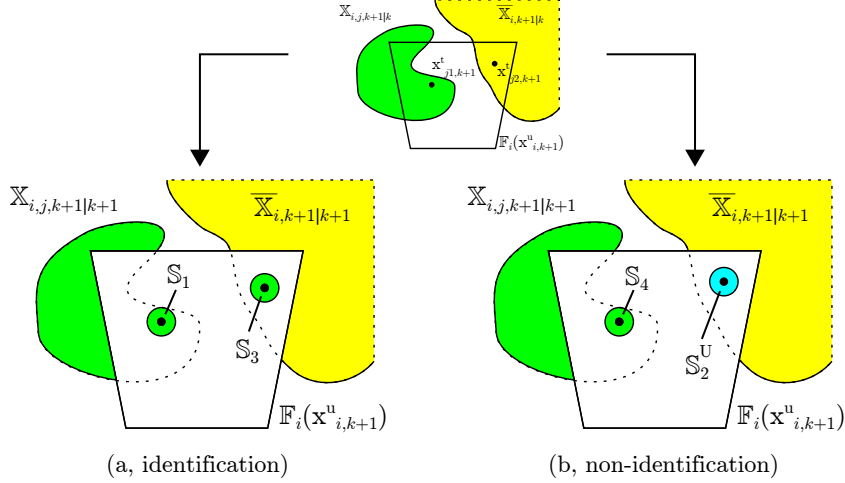 𝕏_{i,j,k+1|k}
𝕏̅_{i,k+1|k}
x^t_{j1,k+1}
x^t_{j2,k+1}
𝔽_i(x^u_{i,k+1})
𝕏_{i,j,k+1|k+1}
𝕏̅_{i,k+1|k+1}
𝕊_1
𝕊_3
𝔽_i(x^u_{i,k+1})
(a, identification)
𝕏_{i,j,k+1|k+1}
𝕏̅_{i,k+1|k+1}
𝕊_4
𝕊_2^U
𝔽_i(x^u_{i,k+1})
(b, non-identification)